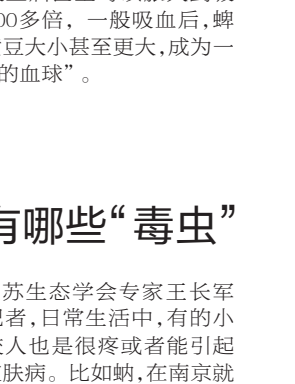 00多倍，一般吸血后，蜱
豆大小甚至更大，成为一
的血球”。
有哪些“毒虫”
苏生态学会专家王长军
者，日常生活中，有的小
人也是很疼或者能引起
肤病。比如蚋，在南京就